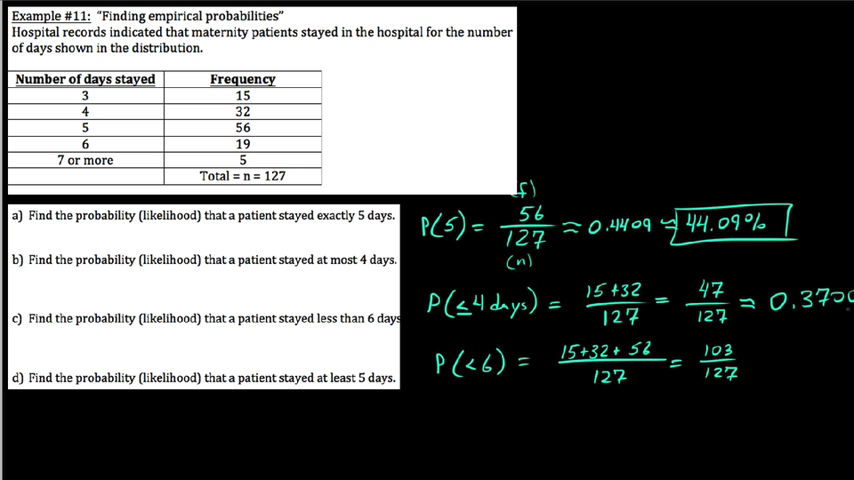 Example #11: "Finding empirical probabilities"
Hospital records indicated that maternity patients stayed in the hospital for the number
of days shown in the distribution.
Number of days stayed Frequency
3 15
4 32
5 56
6 19
7 or more 5
Total = n = 127
a) Find the probability (likelihood) that a patient stayed exactly 5 days.
b) Find the probability (likelihood) that a patient stayed at most 4 days.
c) Find the probability (likelihood) that a patient stayed less than 6 days
d) Find the probability (likelihood) that a patient stayed at least 5 days.
(f)
P(5) = 56/127 ≈ 0.4409 ≈ 44.09%
(n)
P(≤4 days) = 15+32/127 = 47/127 ≈ 0.3700
P(<6) = 15+32+56/127 = 103/127